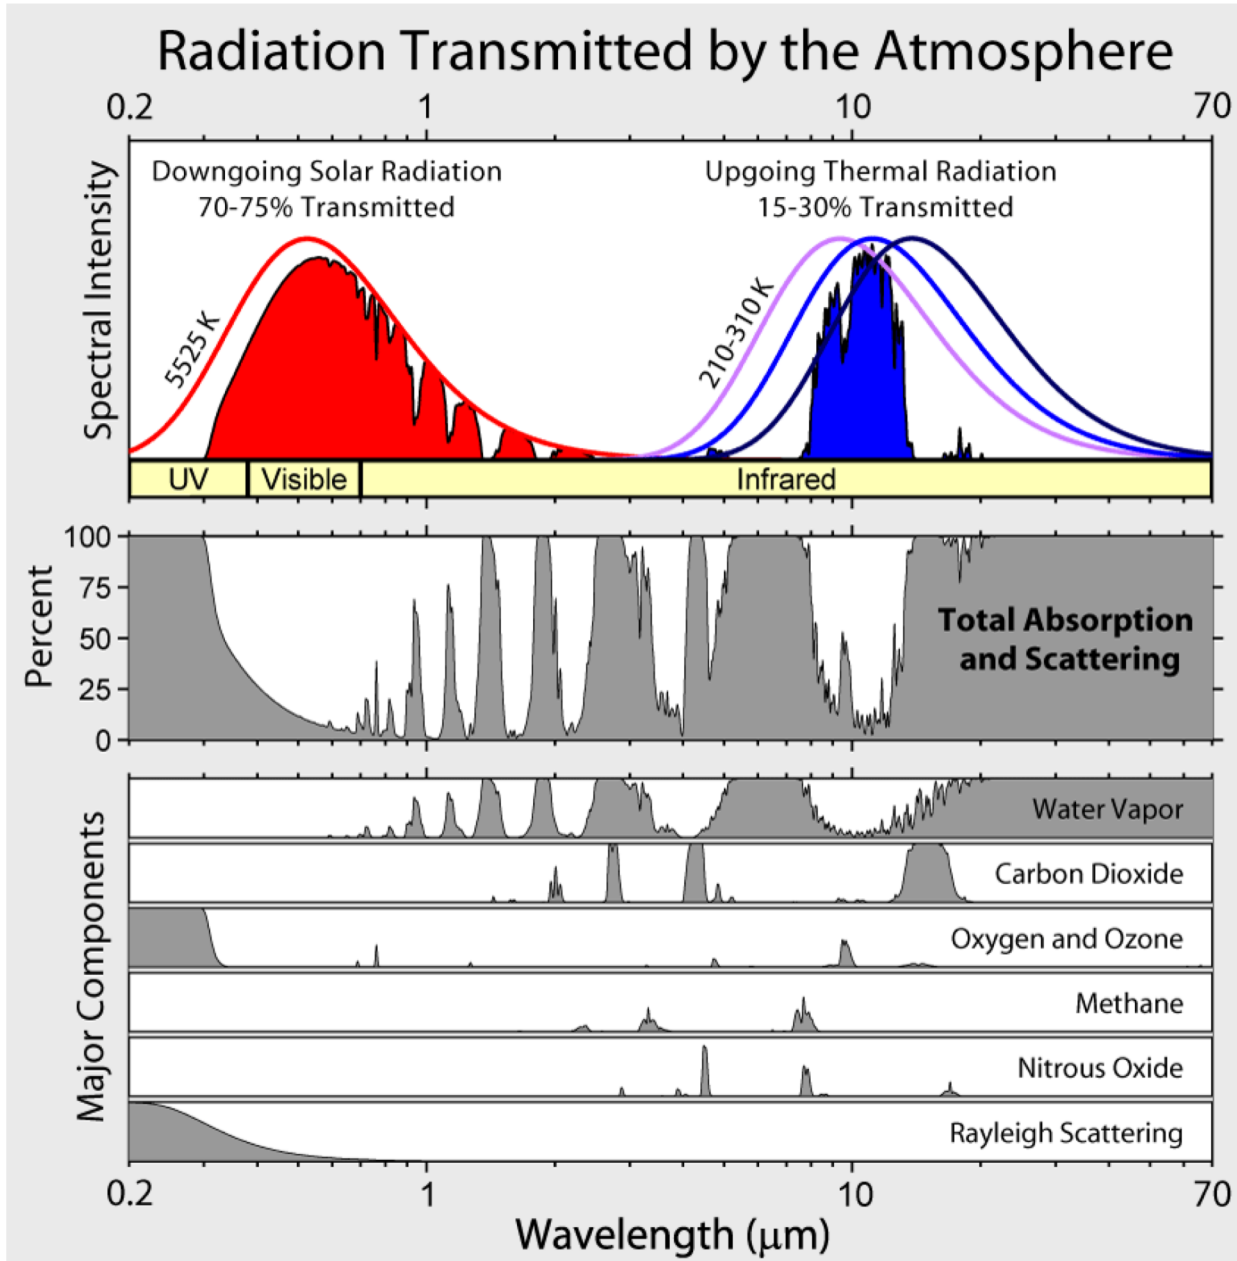 Radiation Transmitted by the Atmosphere
0.2 1 10 70
Spectral Intensity
Downgoing Solar Radiation
70-75% Transmitted
Upgoing Thermal Radiation
15-30% Transmitted
5525 K
210-310 K
UV Visible Infrared
Percent
100
75
50
25
0
Total Absorption
and Scattering
Major Components
Water Vapor
Carbon Dioxide
Oxygen and Ozone
Methane
Nitrous Oxide
Rayleigh Scattering
0.2 1 10 70
Wavelength (μm)